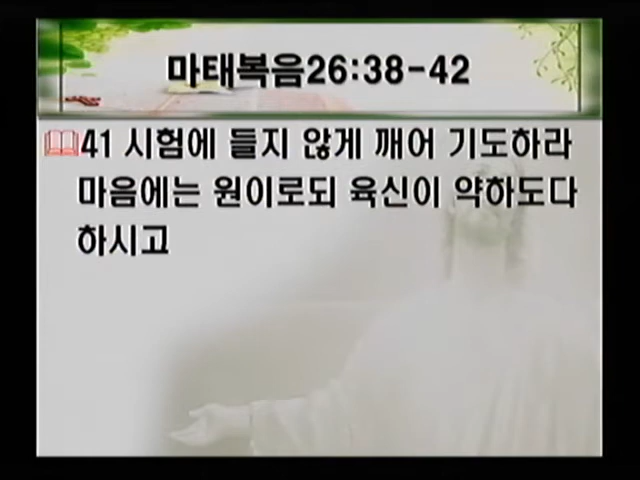 마태복음26:38-42
41 시험에 들지 않게 깨어 기도하라
마음에는 원이로되 육신이 약하도다
하시고